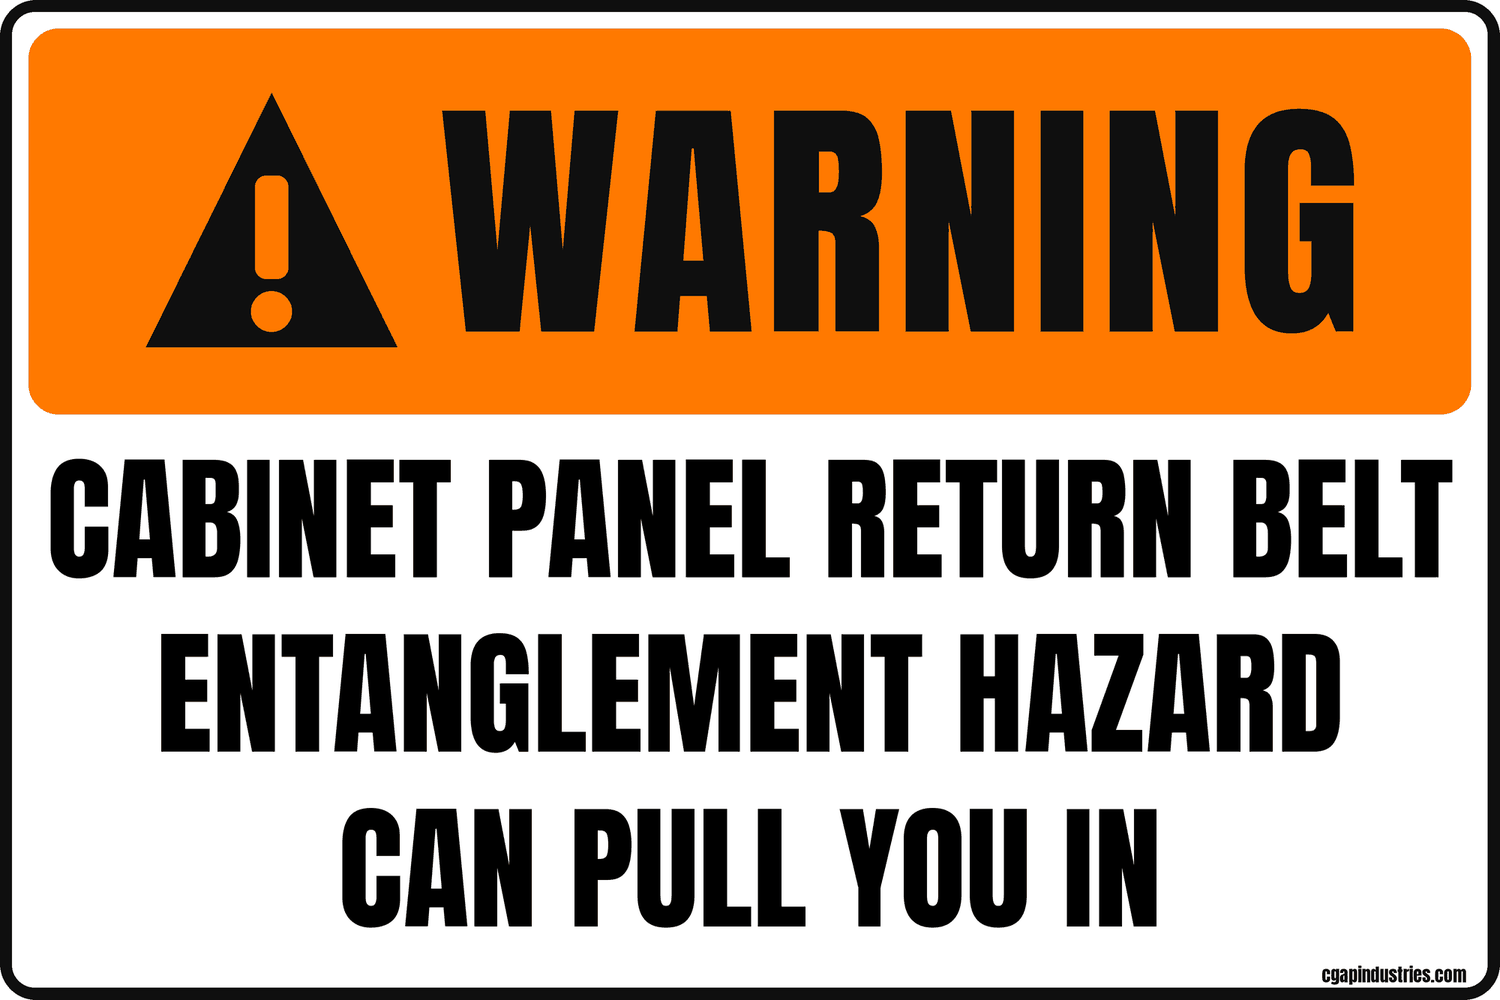 WARNING
CABINET PANEL RETURN BELT
ENTANGLEMENT HAZARD
CAN PULL YOU IN
cgapindustries.com